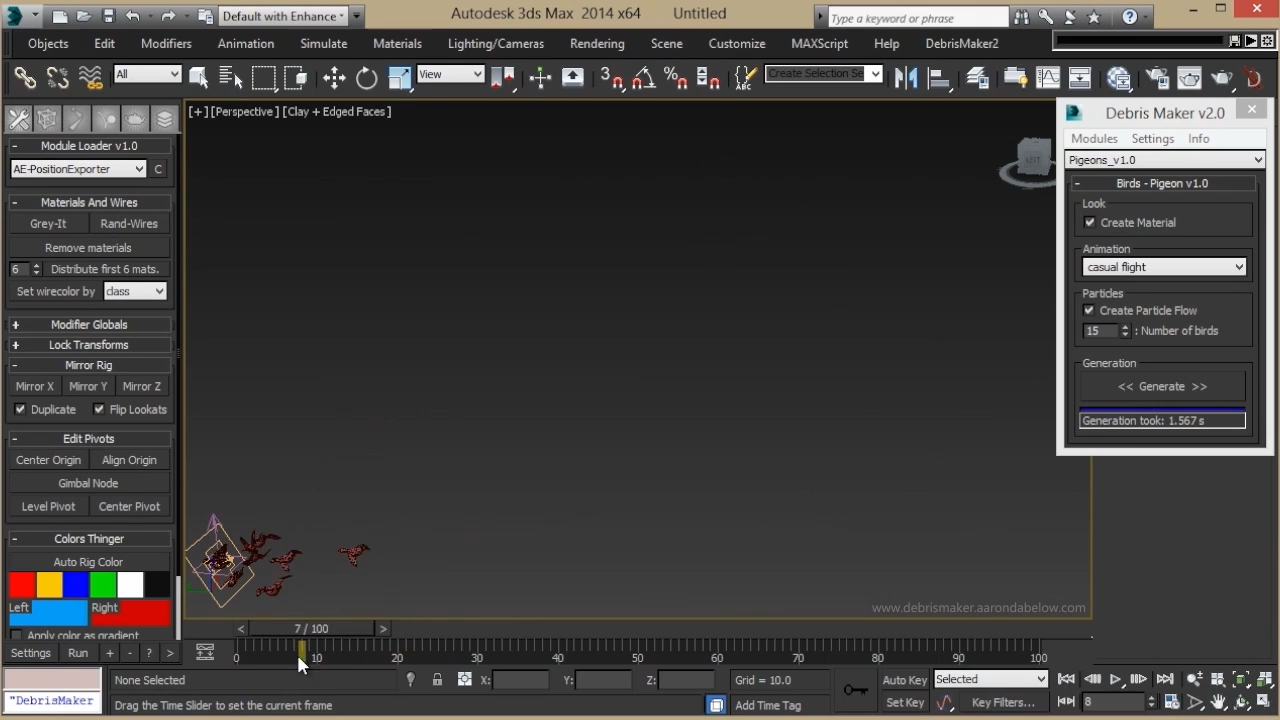 Default with Enhance
Autodesk 3ds Max 2014 x64 Untitled
Type a keyword or phrase
Objects Edit Modifiers Animation Simulate Materials Lighting/Cameras Rendering Scene Customize MAXScript Help DebrisMaker2
All
View
3
%
ABC
Create Selection Se
[+] [Perspective] [Clay + Edged Faces]
LEFT
Module Loader v1.0
AE-PositionExporter C
- Materials And Wires
Grey-It Rand-Wires
Remove materials
6 Distribute first 6 mats.
Set wirecolor by class
+ Modifier Globals
+ Lock Transforms
- Mirror Rig
Mirror X Mirror Y Mirror Z
Duplicate Flip Lookats
- Edit Pivots
Center Origin Align Origin
Gimbal Node
Level Pivot Center Pivot
- Colors Thinger
Auto Rig Color
Left Right
Apply color as gradient
Settings Run + - ? >
Debris Maker v2.0
Modules Settings Info
Pigeons_v1.0
- Birds - Pigeon v1.0
Look
Create Material
Animation
casual flight
Particles
Create Particle Flow
15 : Number of birds
Generation
<< Generate >>
Generation took: 1.567 s
www.debrismaker.aarondabelow.com
< 7 / 100 >
0 10 20 30 40 50 60 70 80 90 100
None Selected X: Y: Z: Grid = 10.0 Auto Key Selected
"DebrisMaker Drag the Time Slider to set the current frame Add Time Tag Set Key Key Filters... 8